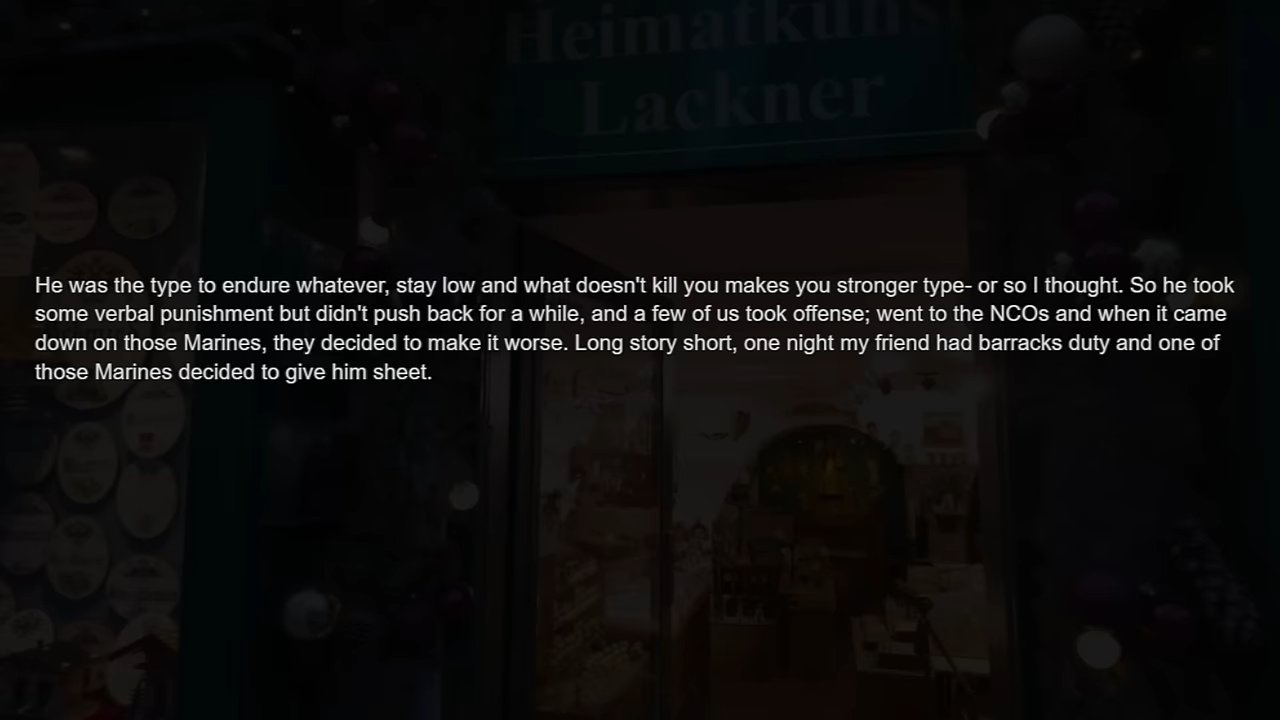 Heimatkuns
Lackner
He was the type to endure whatever, stay low and what doesn't kill you makes you stronger type- or so I thought. So he took
some verbal punishment but didn't push back for a while, and a few of us took offense; went to the NCOs and when it came
down on those Marines, they decided to make it worse. Long story short, one night my friend had barracks duty and one of
those Marines decided to give him sheet.